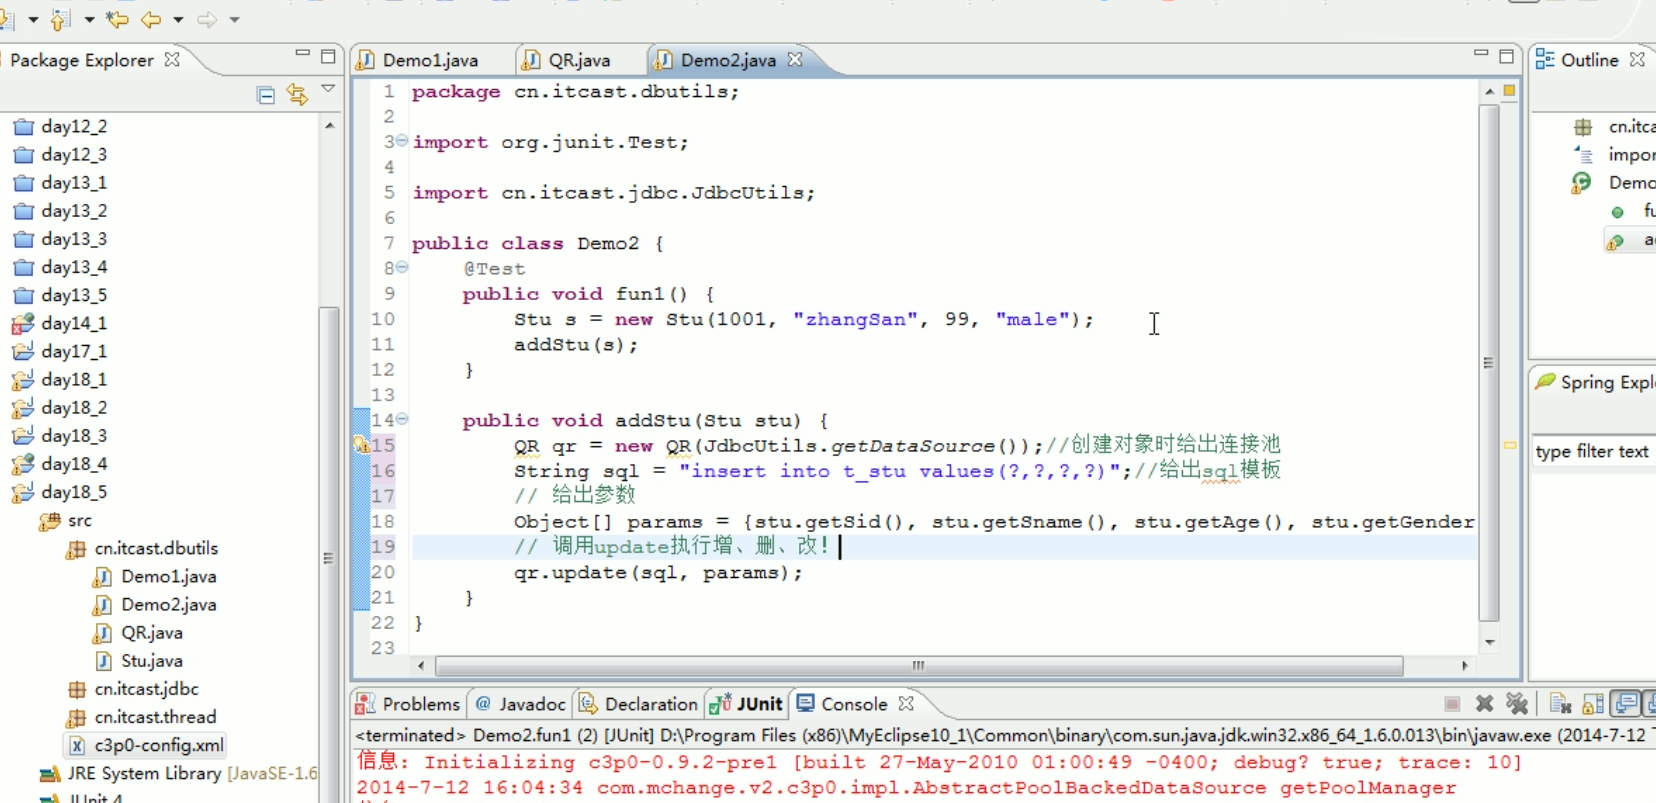 Package Explorer
day12_2
day12_3
day13_1
day13_2
day13_3
day13_4
day13_5
day14_1
day17_1
day18_1
day18_2
day18_3
day18_4
day18_5
src
cn.itcast.dbutils
Demo1.java
Demo2.java
QR.java
Stu.java
cn.itcast.jdbc
cn.itcast.thread
c3p0-config.xml
JRE System Library [JavaSE-1.6
JUnit 4
Demo1.java QR.java Demo2.java
1 package cn.itcast.dbutils;
2
3 import org.junit.Test;
4
5 import cn.itcast.jdbc.JdbcUtils;
6
7 public class Demo2 {
8 @Test
9 public void fun1() {
10 Stu s = new Stu(1001, "zhangSan", 99, "male");
11 addStu(s);
12 }
13
14 public void addStu(Stu stu) {
15 QR qr = new QR(JdbcUtils.getDataSource());//创建对象时给出连接池
16 String sql = "insert into t_stu values(?,?,?,?)";//给出sql模板
17 // 给出参数
18 Object[] params = {stu.getSid(), stu.getSname(), stu.getAge(), stu.getGender
19 // 调用update执行增、删、改!
20 qr.update(sql, params);
21 }
22 }
23
Outline
cn.itca
impor
Demo
fu
a
Spring Expl
type filter text
Problems @ Javadoc Declaration JUnit Console
<terminated> Demo2.fun1 (2) [JUnit] D:\Program Files (x86)\MyEclipse10_1\Common\binary\com.sun.java.jdk.win32.x86_64_1.6.0.013\bin\javaw.exe (2014-7-12
信息: Initializing c3p0-0.9.2-pre1 [built 27-May-2010 01:00:49 -0400; debug? true; trace: 10]
2014-7-12 16:04:34 com.mchange.v2.c3p0.impl.AbstractPoolBackedDataSource getPoolManager